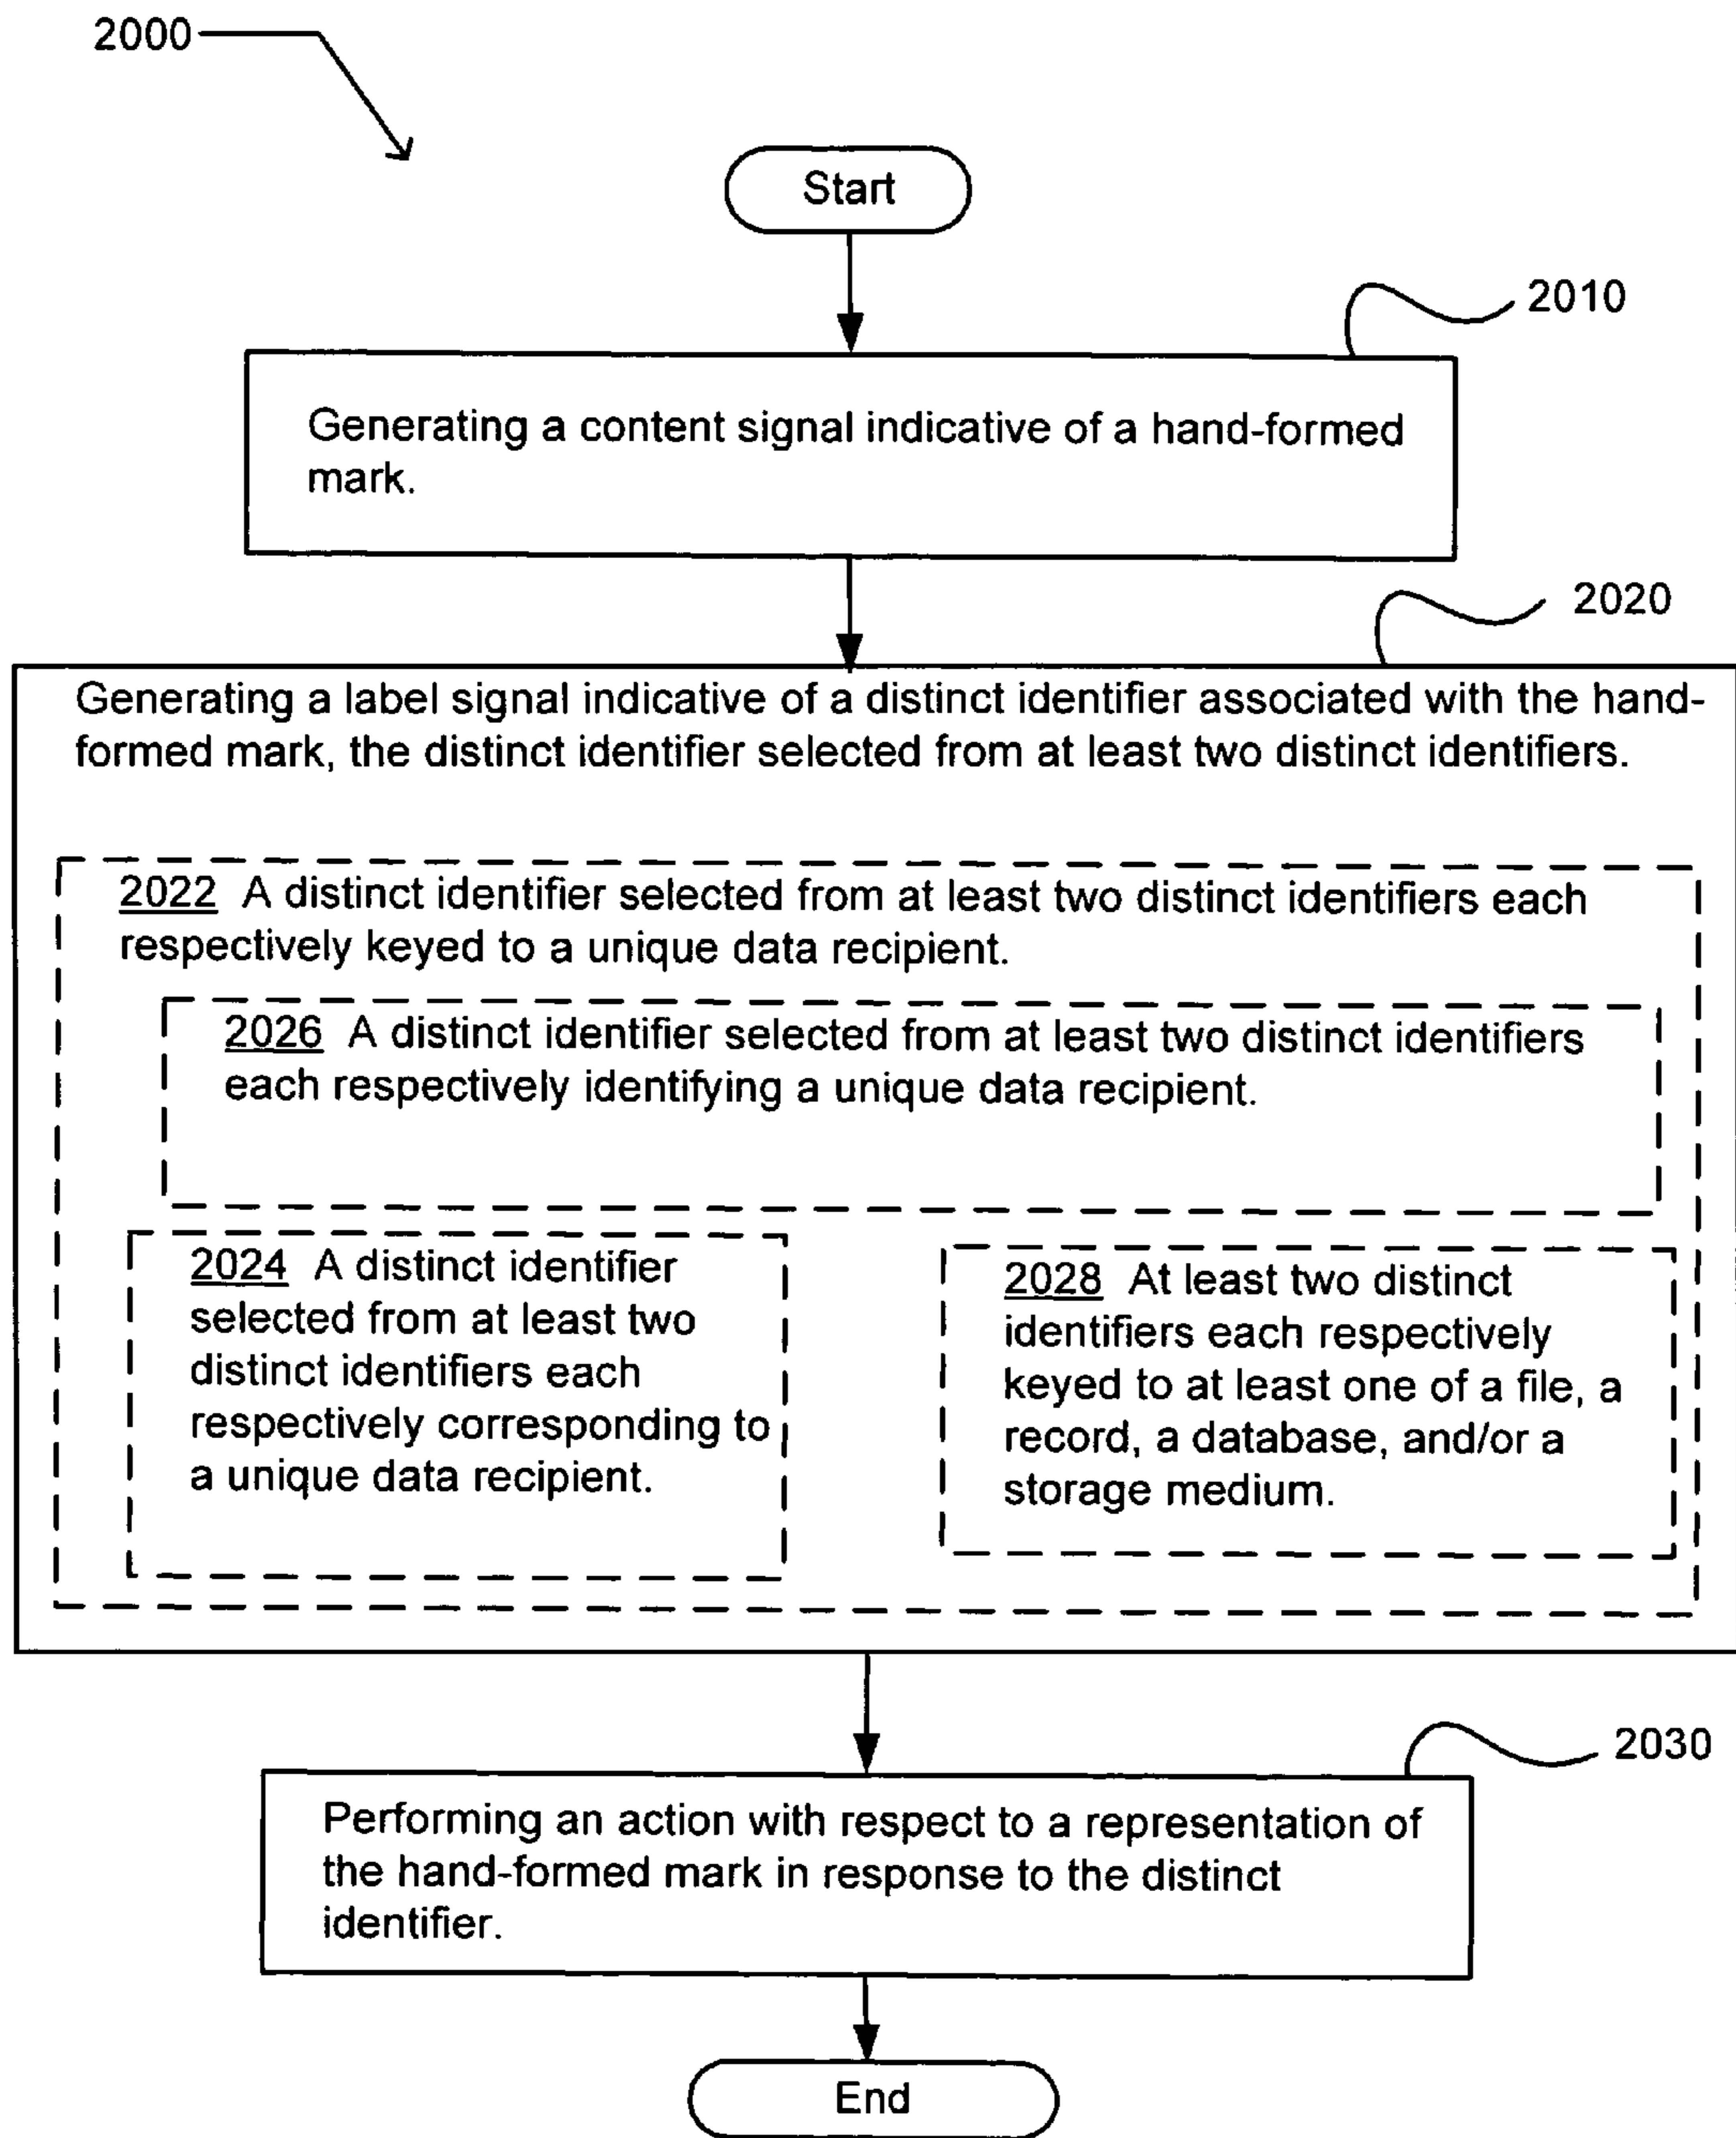 2000
Start
2010
Generating a content signal indicative of a hand-formed
mark.
2020
Generating a label signal indicative of a distinct identifier associated with the hand-
formed mark, the distinct identifier selected from at least two distinct identifiers.
2022 A distinct identifier selected from at least two distinct identifiers each
respectively keyed to a unique data recipient.
2026 A distinct identifier selected from at least two distinct identifiers
each respectively identifying a unique data recipient.
2024 A distinct identifier
selected from at least two
distinct identifiers each
respectively corresponding to
a unique data recipient.
2028 At least two distinct
identifiers each respectively
keyed to at least one of a file, a
record, a database, and/or a
storage medium.
2030
Performing an action with respect to a representation of
the hand-formed mark in response to the distinct
identifier.
End